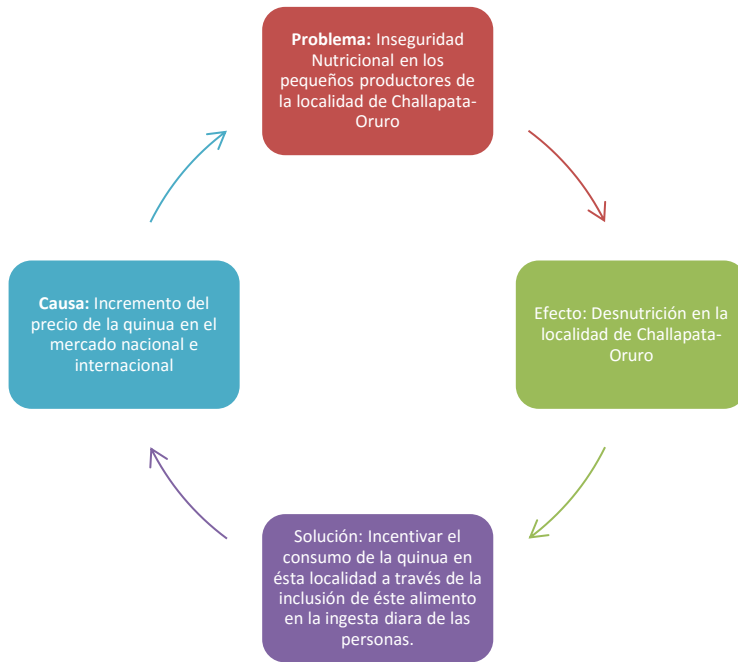 Problema: Inseguridad
Nutricional en los
pequeños productores de
la localidad de Challapata-
Oruro
Causa: Incremento del
precio de la quinua en el
mercado nacional e
internacional
Efecto: Desnutrición en la
localidad de Challapata-
Oruro
Solución: Incentivar el
consumo de la quinua en
ésta localidad a través de la
inclusión de éste alimento
en la ingesta diara de las
personas.